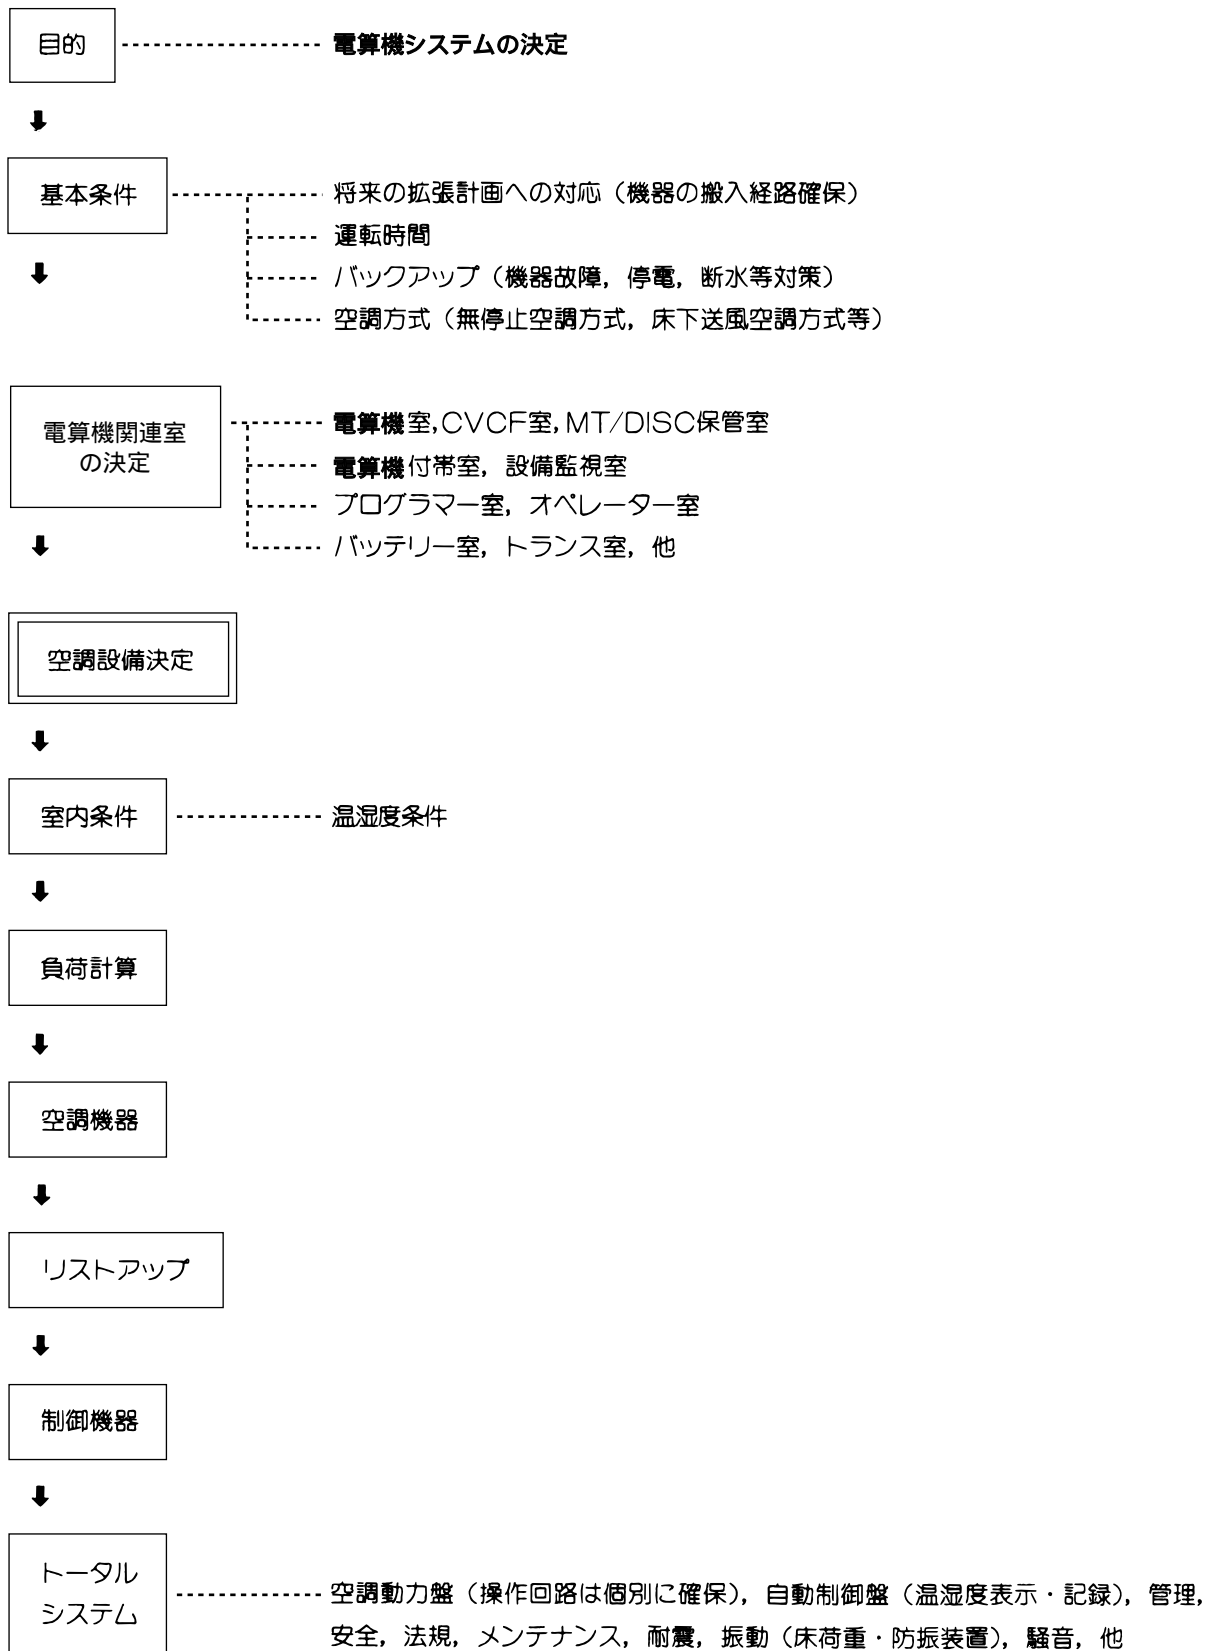 目的 電算機システムの決定
基本条件 将来の拡張計画への対応（機器の搬入経路確保）
運転時間
バックアップ（機器故障，停電，断水等対策）
空調方式（無停止空調方式，床下送風空調方式等）
電算機関連室
の決定
電算機室,CVCF室,MT/DISC保管室
電算機付帯室，設備監視室
プログラマー室，オペレーター室
バッテリー室，トランス室，他
空調設備決定
室内条件 温湿度条件
負荷計算
空調機器
リストアップ
制御機器
トータル
システム
空調動力盤（操作回路は個別に確保），自動制御盤（温湿度表示・記録），管理，
安全，法規，メンテナンス，耐震，振動（床荷重・防振装置），騒音，他